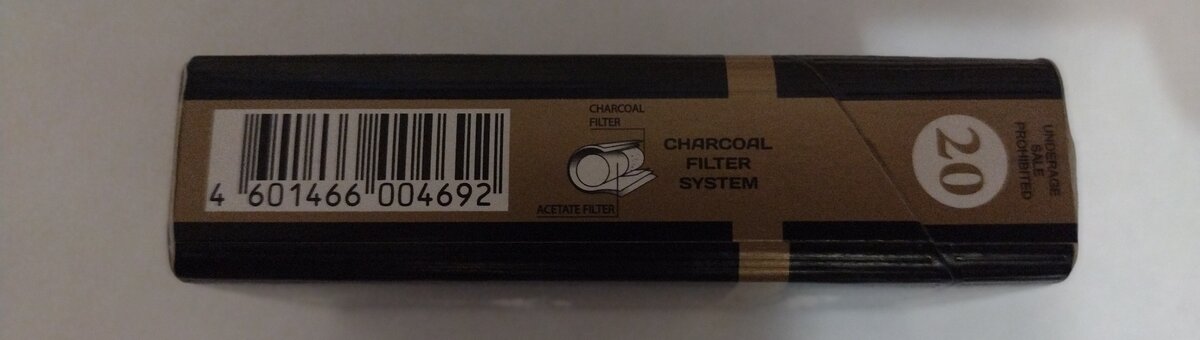 4 601466 004692
CHARCOAL
FILTER
ACETATE FILTER
CHARCOAL
FILTER
SYSTEM
20
UNDERAGE
SALE
PROHIBITED